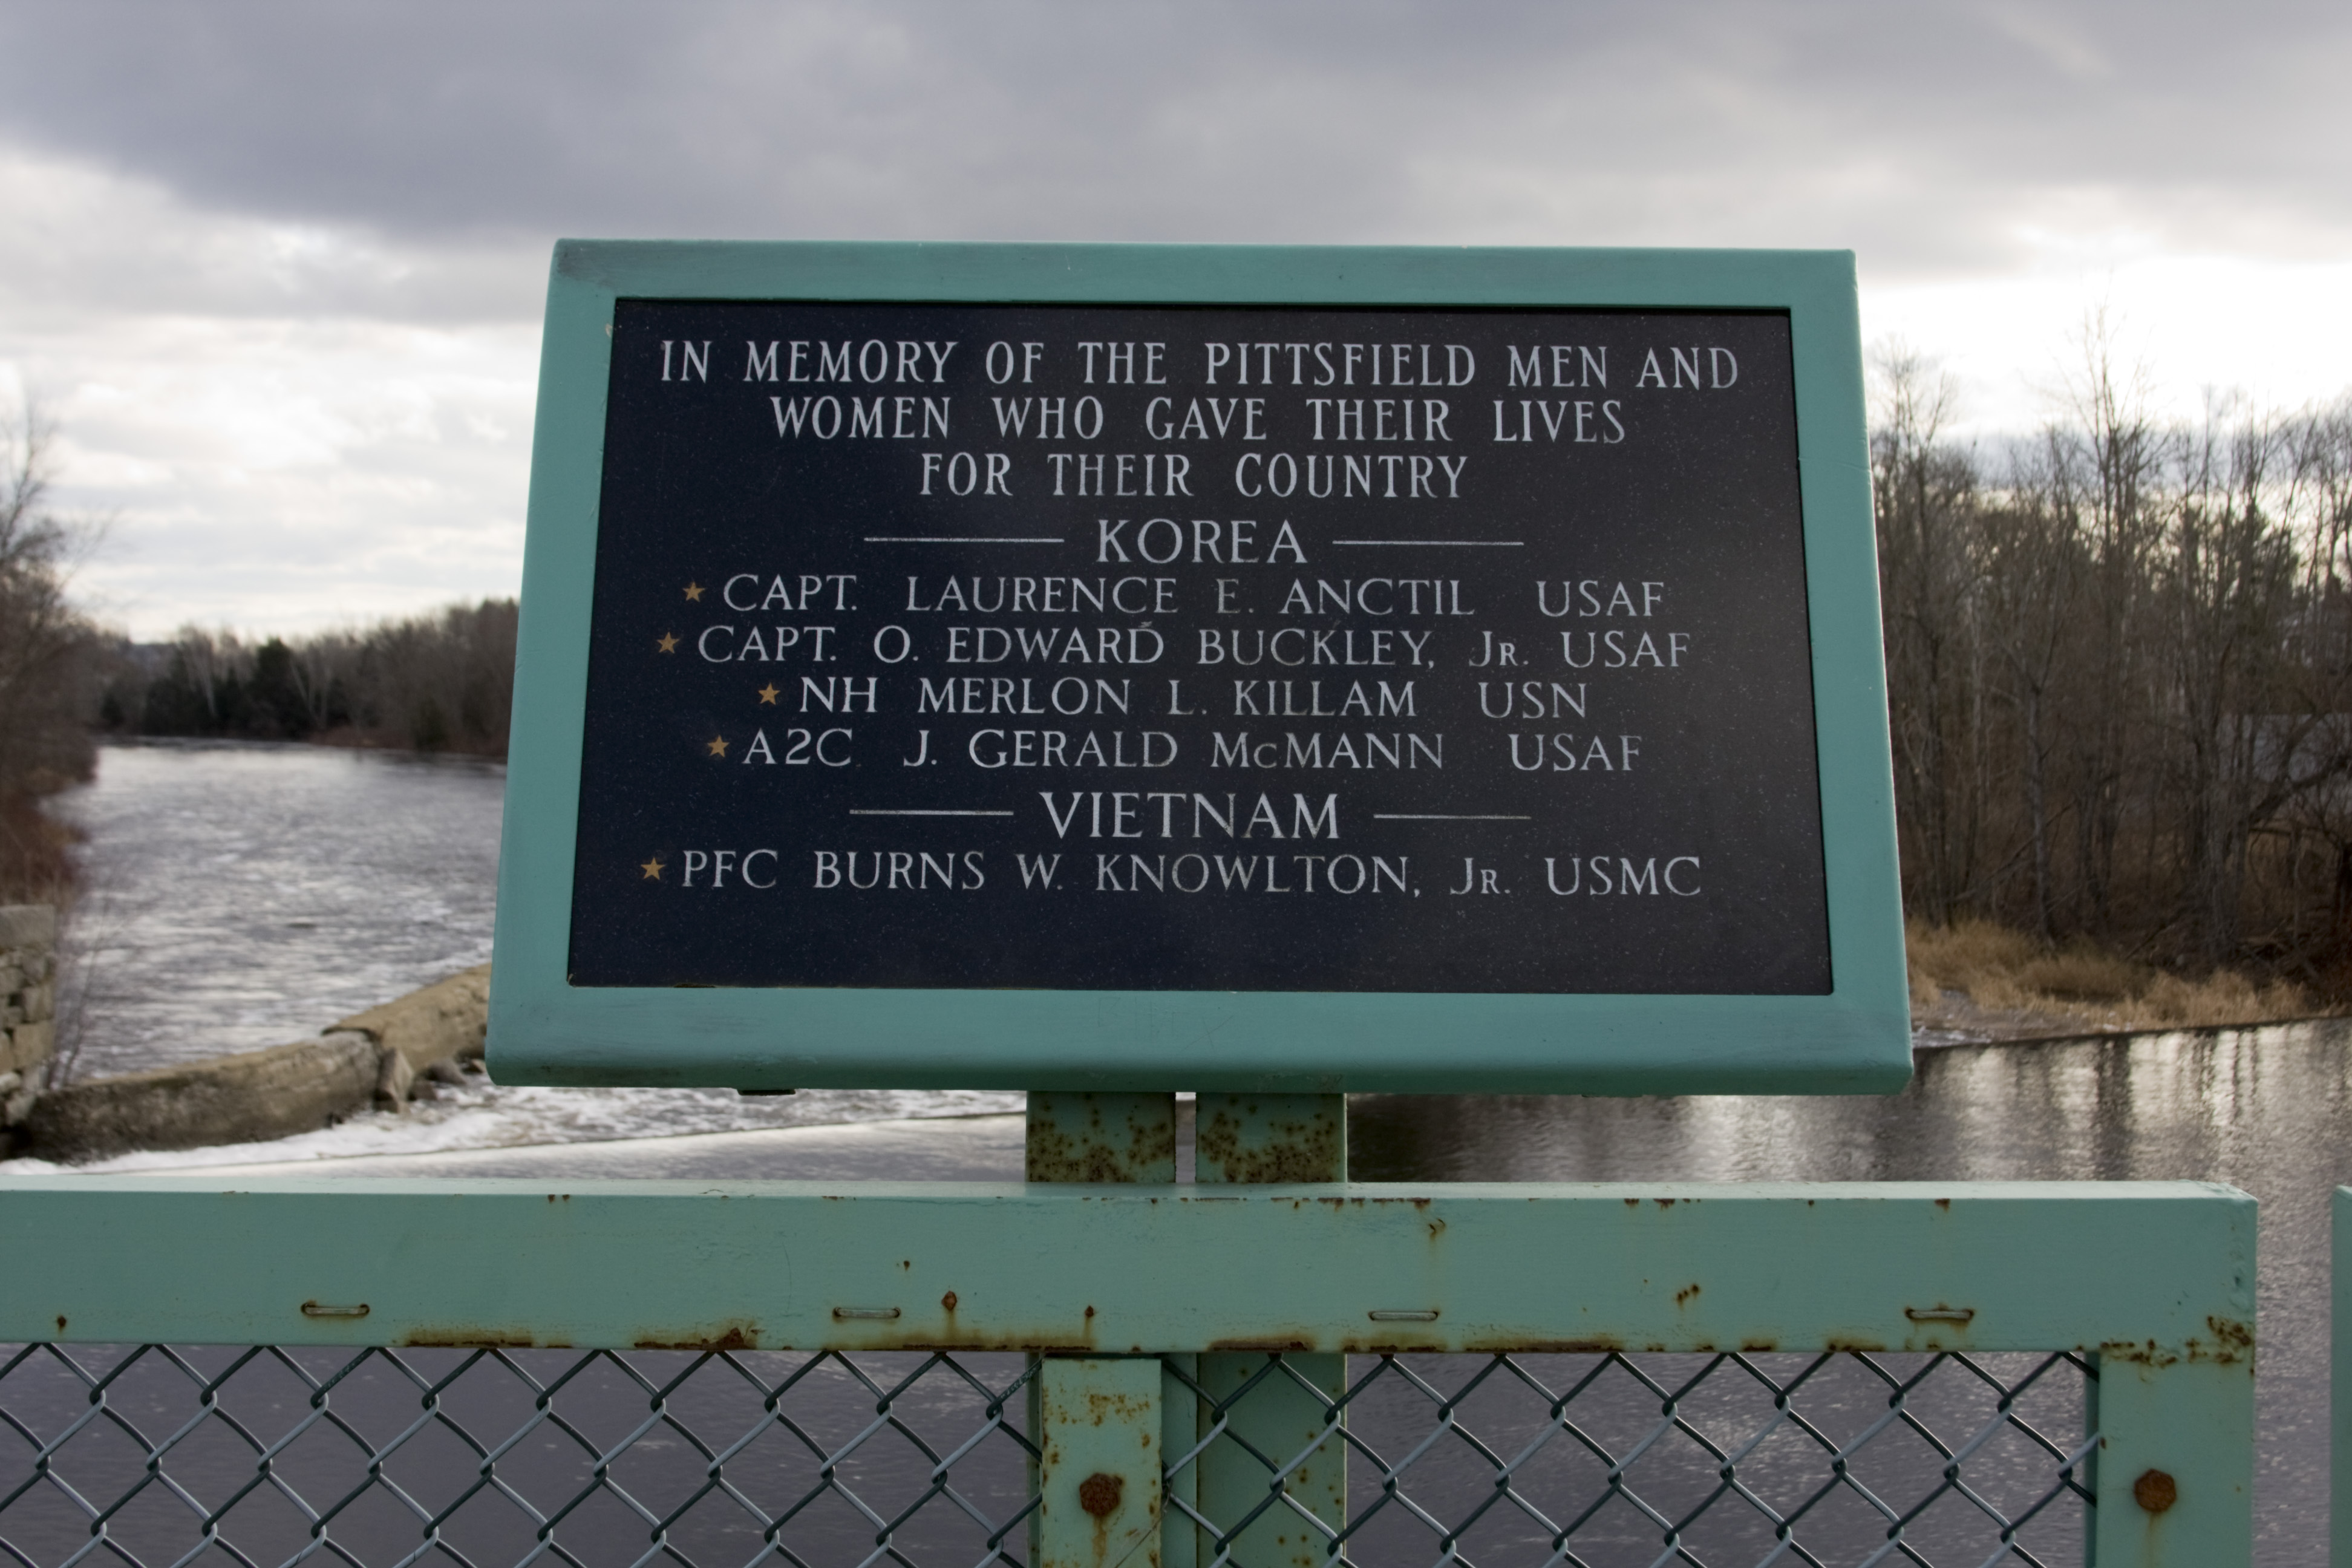 IN MEMORY OF THE PITTSFIELD MEN AND
WOMEN WHO GAVE THEIR LIVES
FOR THEIR COUNTRY
KOREA
CAPT. LAURENCE E. ANCTIL USAF
CAPT. O. EDWARD BUCKLEY, JR. USAF
NH MERLON L. KILLAM USN
A2C J. GERALD McMANN USAF
VIETNAM
PFC BURNS W. KNOWLTON, JR. USMC